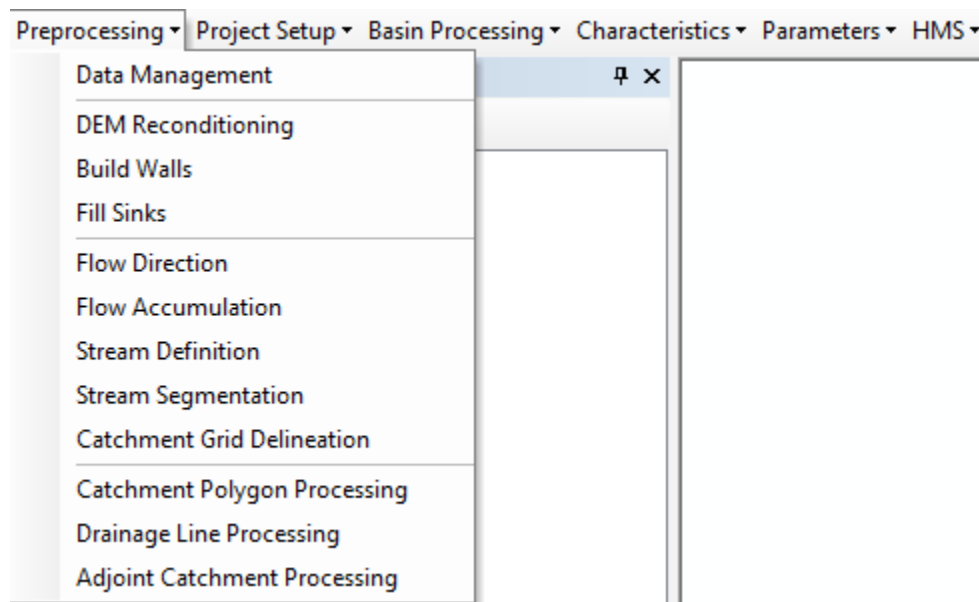 Preprocessing Project Setup Basin Processing Characteristics Parameters HMS
Data Management
DEM Reconditioning
Build Walls
Fill Sinks
Flow Direction
Flow Accumulation
Stream Definition
Stream Segmentation
Catchment Grid Delineation
Catchment Polygon Processing
Drainage Line Processing
Adjoint Catchment Processing